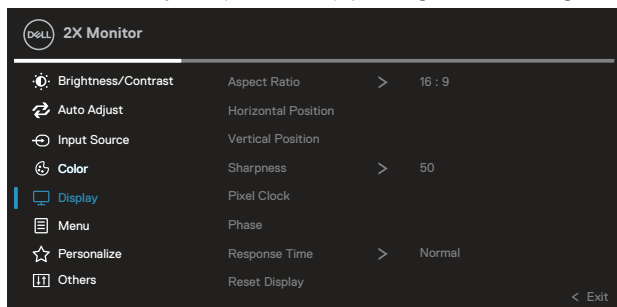 DELL 2X Monitor
Brightness/Contrast Aspect Ratio > 16 : 9
Auto Adjust Horizontal Position
Input Source Vertical Position
Color Sharpness > 50
Display Pixel Clock
Menu Phase
Personalize Response Time > Normal
Others Reset Display
< Exit